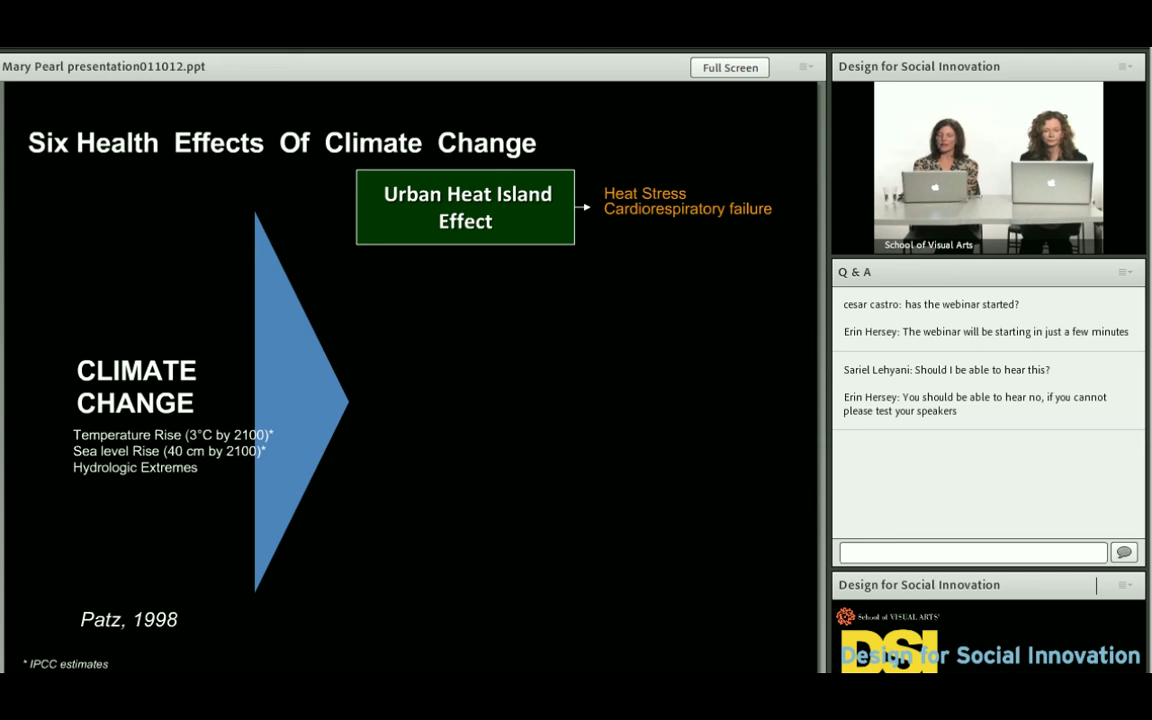 Mary Pearl presentation011012.ppt
Full Screen
Six Health Effects Of Climate Change
Urban Heat Island
Effect
Heat Stress
Cardiorespiratory failure
CLIMATE
CHANGE
Temperature Rise (3°C by 2100)*
Sea level Rise (40 cm by 2100)*
Hydrologic Extremes
Patz, 1998
* IPCC estimates
Design for Social Innovation
School of Visual Arts
Q & A
cesar castro: has the webinar started?
Erin Hersey: The webinar will be starting in just a few minutes
Sariel Lehyani: Should I be able to hear this?
Erin Hersey: You should be able to hear no, if you cannot
please test your speakers
Design for Social Innovation
School of VISUAL ARTS'
DSI
Design for Social Innovation